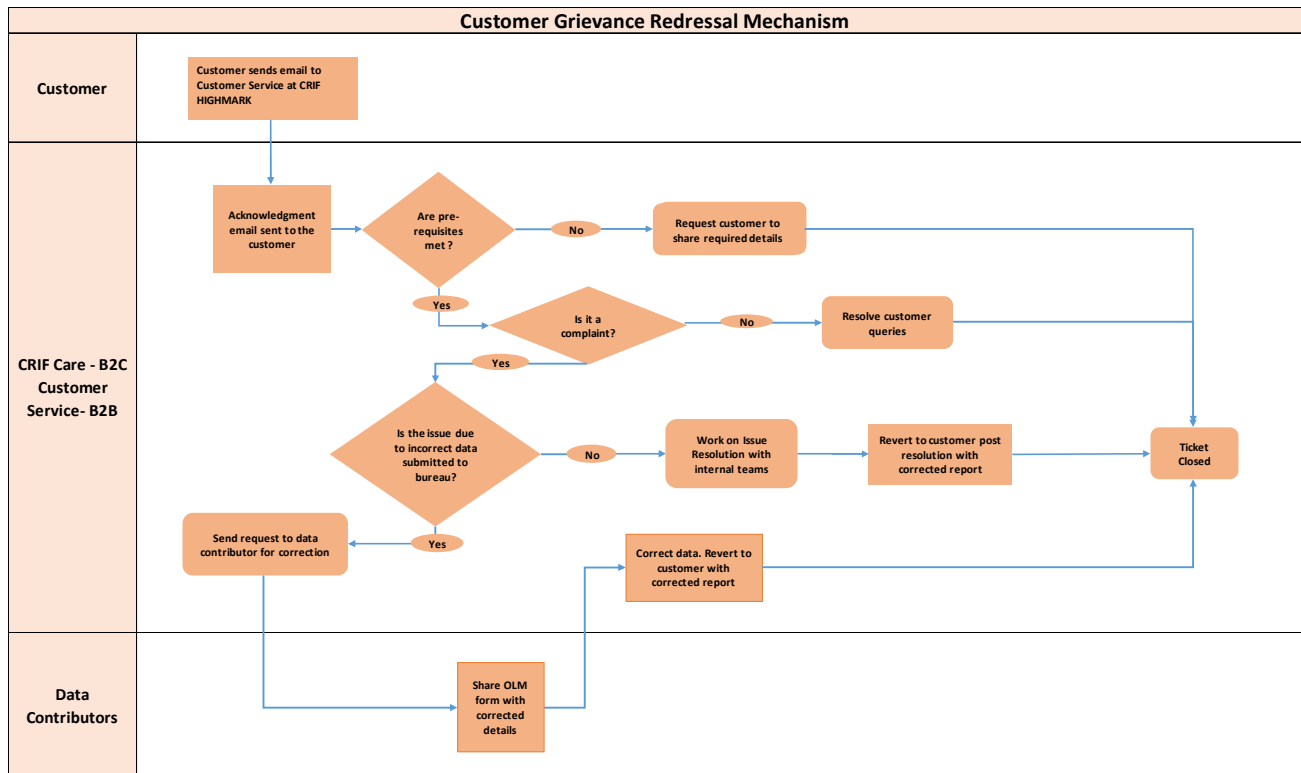 Customer Grievance Redressal Mechanism
Customer
Customer sends email to
Customer Service at CRIF
HIGHMARK
CRIF Care - B2C
Customer
Service- B2B
Acknowledgment
email sent to the
customer
Are pre-
requisites
met ?
No
Request customer to
share required details
Yes
Is it a
complaint?
No
Resolve customer
queries
Yes
Is the issue due
to incorrect data
submitted to
bureau?
No
Work on Issue
Resolution with
internal teams
Revert to customer post
resolution with
corrected report
Ticket
Closed
Yes
Send request to data
contributor for correction
Correct data. Revert to
customer with
corrected report
Data
Contributors
Share OLM
form with
corrected
details